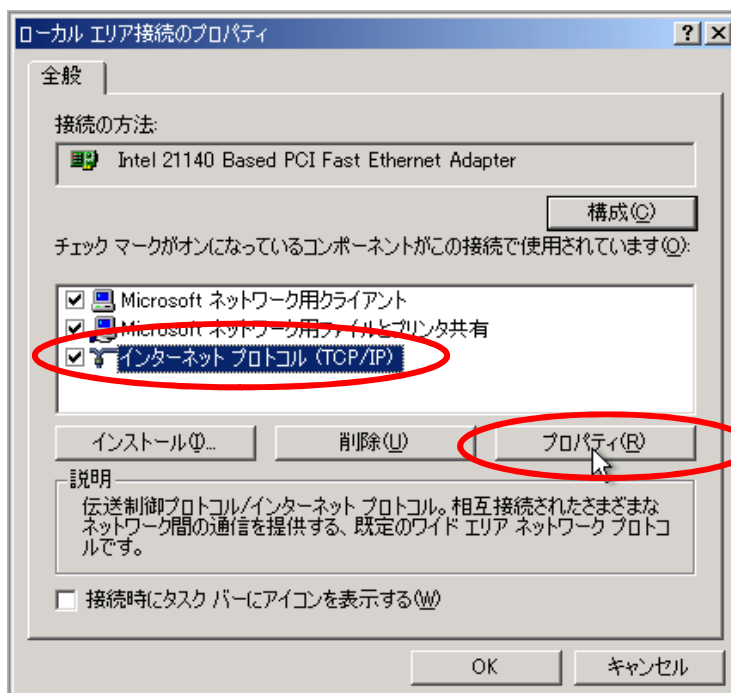 ローカル エリア接続のプロパティ
全般
接続の方法:
Intel 21140 Based PCI Fast Ethernet Adapter
構成(C)
チェック マークがオンになっているコンポーネントがこの接続で使用されています(O):
Microsoft ネットワーク用クライアント
Microsoft ネットワーク用ファイルとプリンタ共有
インターネット プロトコル (TCP/IP)
インストール(I)...
削除(U)
プロパティ(R)
説明
伝送制御プロトコル/インターネット プロトコル。相互接続されたさまざまな
ネットワーク間の通信を提供する、既定のワイド エリア ネットワーク プロトコ
ルです。
接続時にタスク バーにアイコンを表示する(W)
OK
キャンセル